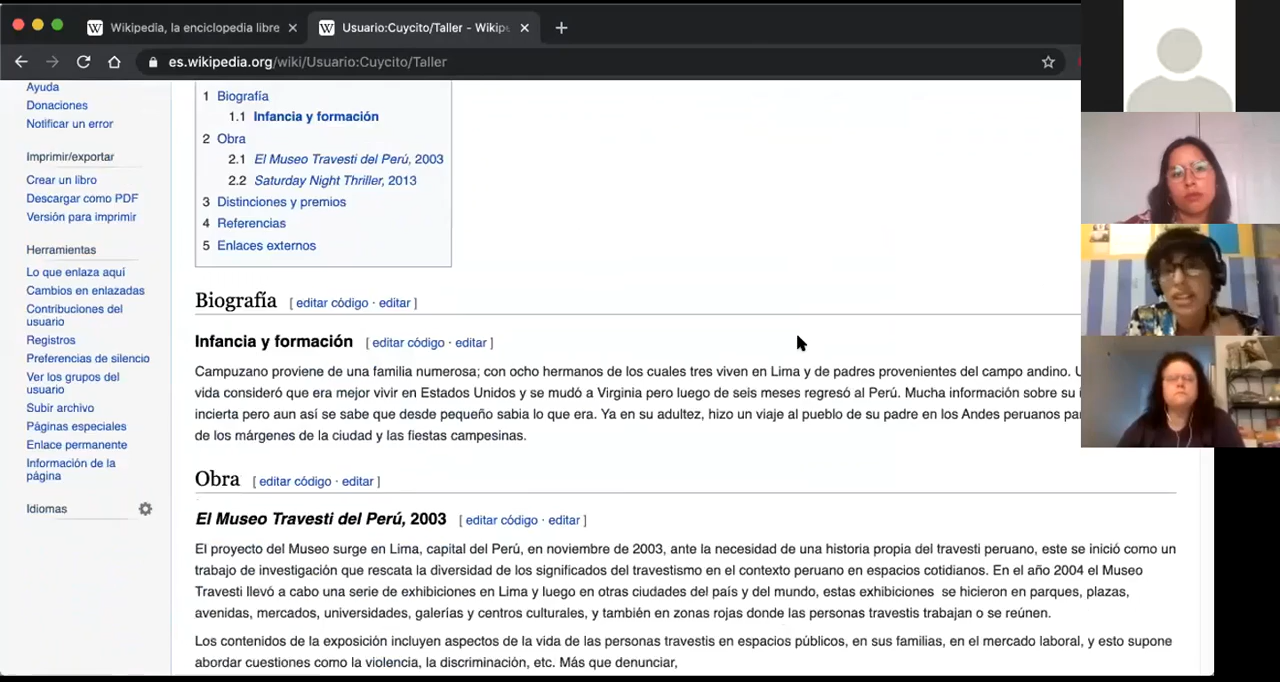 Wikipedia, la enciclopedia libre
Usuario:Cuycito/Taller - Wikip
es.wikipedia.org/wiki/Usuario:Cuycito/Taller
Ayuda
Donaciones
Notificar un error
Imprimir/exportar
Crear un libro
Descargar como PDF
Versión para imprimir
Herramientas
Lo que enlaza aquí
Cambios en enlazadas
Contribuciones del
usuario
Registros
Preferencias de silencio
Ver los grupos del
usuario
Subir archivo
Páginas especiales
Enlace permanente
Información de la
página
Idiomas
1 Biografía
1.1 Infancia y formación
2 Obra
2.1 El Museo Travesti del Perú, 2003
2.2 Saturday Night Thriller, 2013
3 Distinciones y premios
4 Referencias
5 Enlaces externos
Biografía [ editar código · editar ]
Infancia y formación [ editar código · editar ]
Campuzano proviene de una familia numerosa; con ocho hermanos de los cuales tres viven en Lima y de padres provenientes del campo andino.
vida consideró que era mejor vivir en Estados Unidos y se mudó a Virginia pero luego de seis meses regresó al Perú. Mucha información sobre su
incierta pero aun así se sabe que desde pequeño sabia lo que era. Ya en su adultez, hizo un viaje al pueblo de su padre en los Andes peruanos
de los márgenes de la ciudad y las fiestas campesinas.
Obra [ editar código · editar ]
El Museo Travesti del Perú, 2003 [ editar código · editar ]
El proyecto del Museo surge en Lima, capital del Perú, en noviembre de 2003, ante la necesidad de una historia propia del travesti peruano, este se inició como un
trabajo de investigación que rescata la diversidad de los significados del travestismo en el contexto peruano en espacios cotidianos. En el año 2004 el Museo
Travesti llevó a cabo una serie de exhibiciones en Lima y luego en otras ciudades del país y del mundo, estas exhibiciones se hicieron en parques, plazas,
avenidas, mercados, universidades, galerías y centros culturales, y también en zonas rojas donde las personas travestis trabajan o se reúnen.
Los contenidos de la exposición incluyen aspectos de la vida de las personas travestis en espacios públicos, en sus familias, en el mercado laboral, y esto supone
abordar cuestiones como la violencia, la discriminación, etc. Más que denunciar,